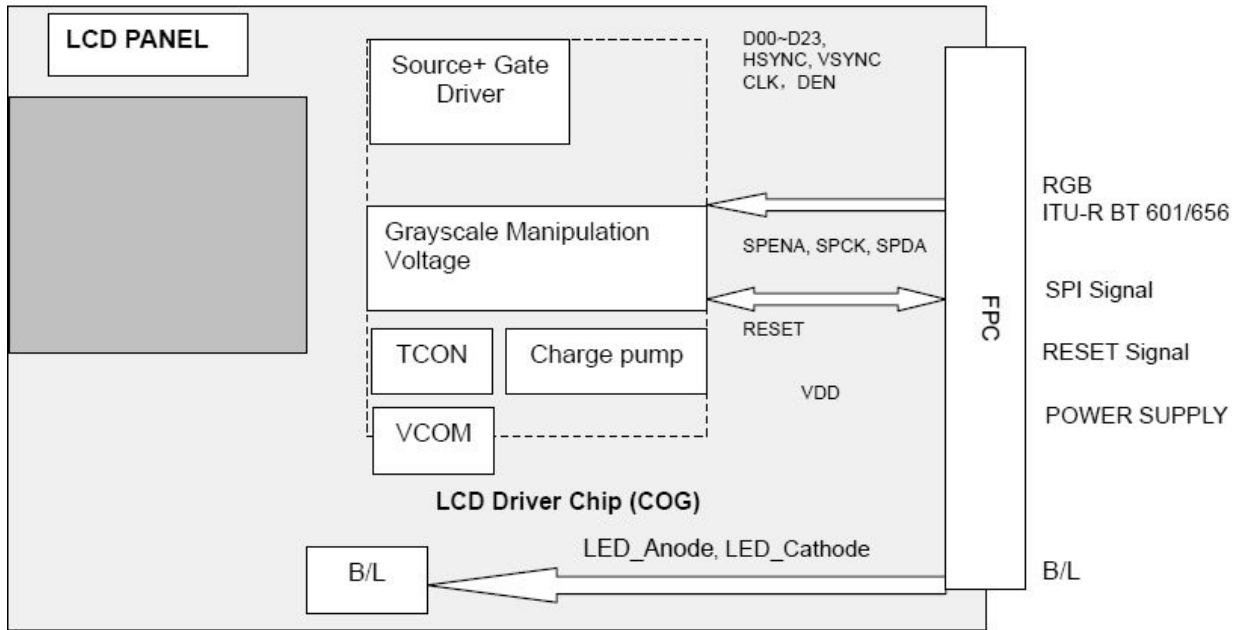 LCD PANEL
Source+ Gate
Driver
D00~D23,
HSYNC, VSYNC
CLK，DEN
Grayscale Manipulation
Voltage
SPENA, SPCK, SPDA
RESET
TCON
Charge pump
VDD
VCOM
LCD Driver Chip (COG)
LED_Anode, LED_Cathode
B/L
FPC
RGB
ITU-R BT 601/656
SPI Signal
RESET Signal
POWER SUPPLY
B/L